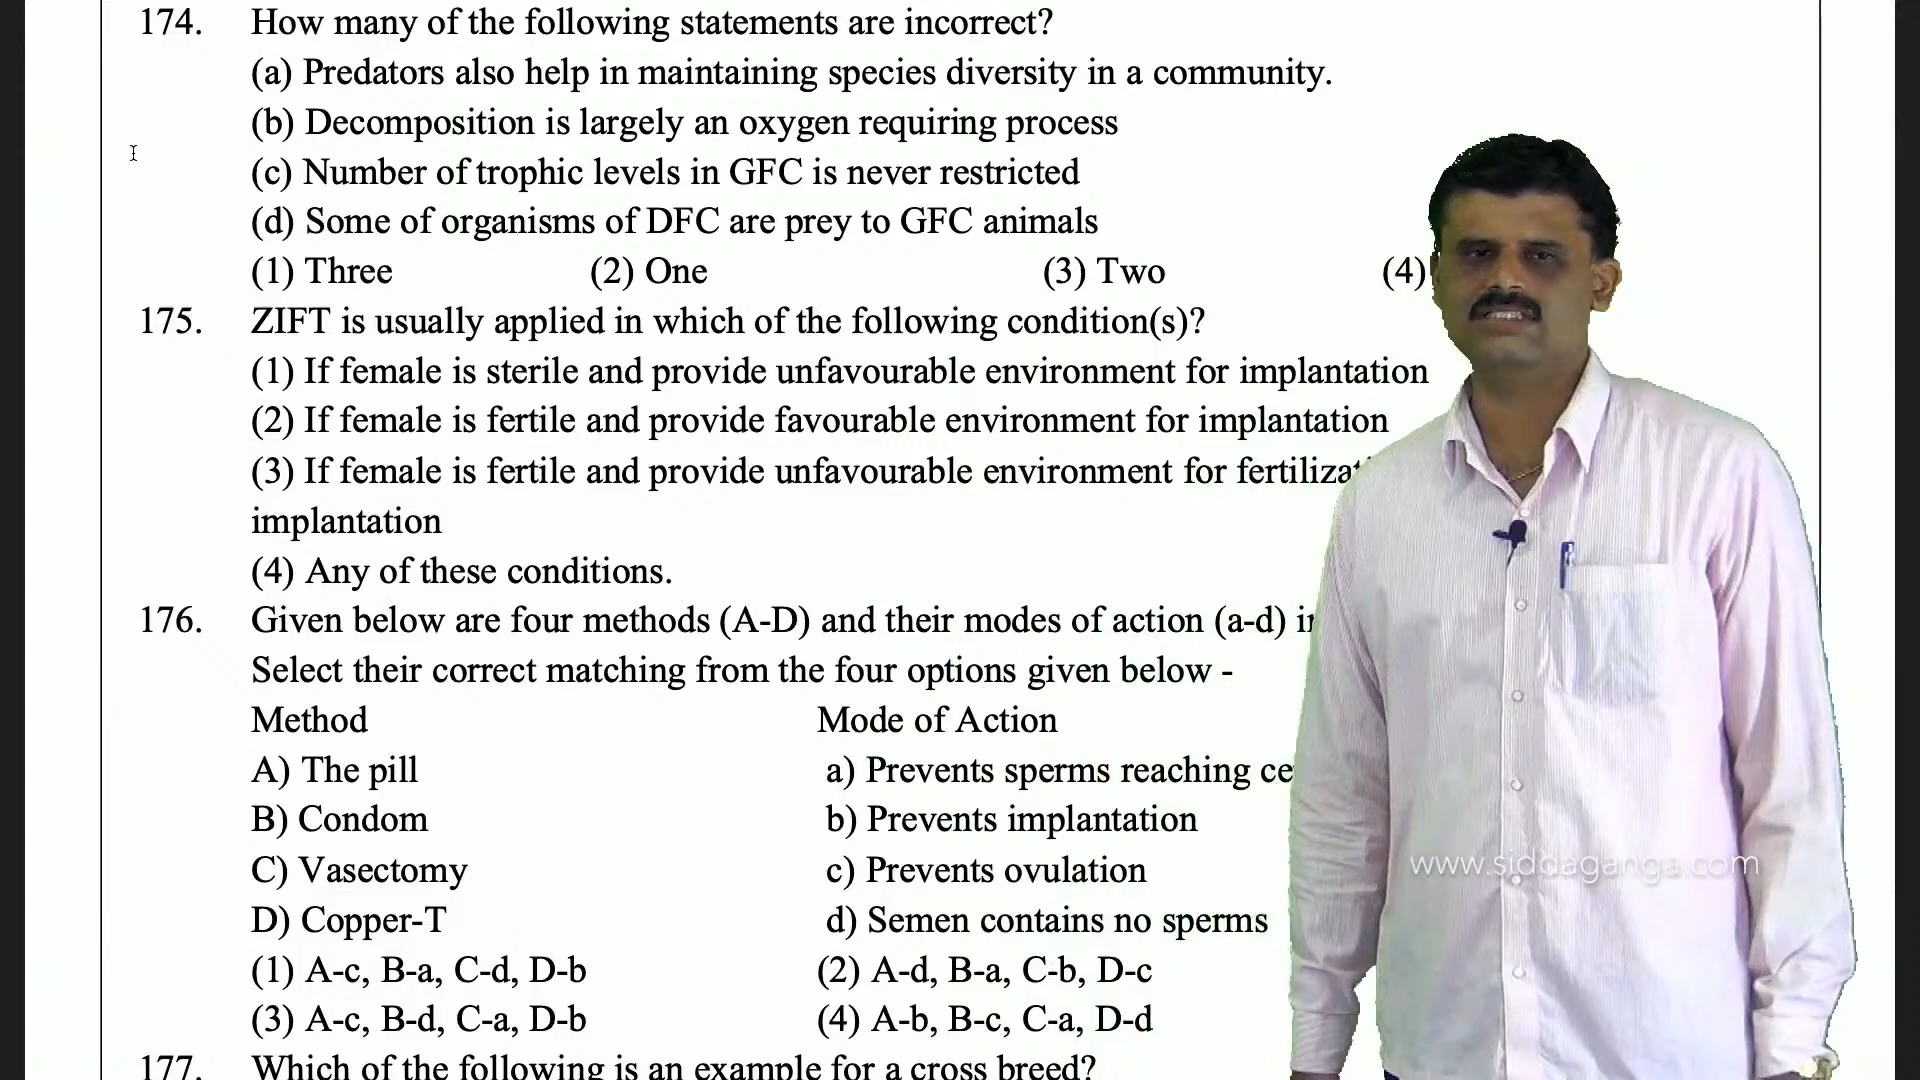 174. How many of the following statements are incorrect?
(a) Predators also help in maintaining species diversity in a community.
(b) Decomposition is largely an oxygen requiring process
(c) Number of trophic levels in GFC is never restricted
(d) Some of organisms of DFC are prey to GFC animals
(1) Three (2) One (3) Two (4)
175. ZIFT is usually applied in which of the following condition(s)?
(1) If female is sterile and provide unfavourable environment for implantation
(2) If female is fertile and provide favourable environment for implantation
(3) If female is fertile and provide unfavourable environment for
implantation
(4) Any of these conditions.
176. Given below are four methods (A-D) and their modes of action (a-d)
Select their correct matching from the four options given below -
Method Mode of Action
A) The pill a) Prevents sperms reaching
B) Condom b) Prevents implantation
C) Vasectomy c) Prevents ovulation
D) Copper-T d) Semen contains no sperms
(1) A-c, B-a, C-d, D-b (2) A-d, B-a, C-b, D-c
(3) A-c, B-d, C-a, D-b (4) A-b, B-c, C-a, D-d
177. Which of the following is an example for a cross breed?
www.siddaganga.com